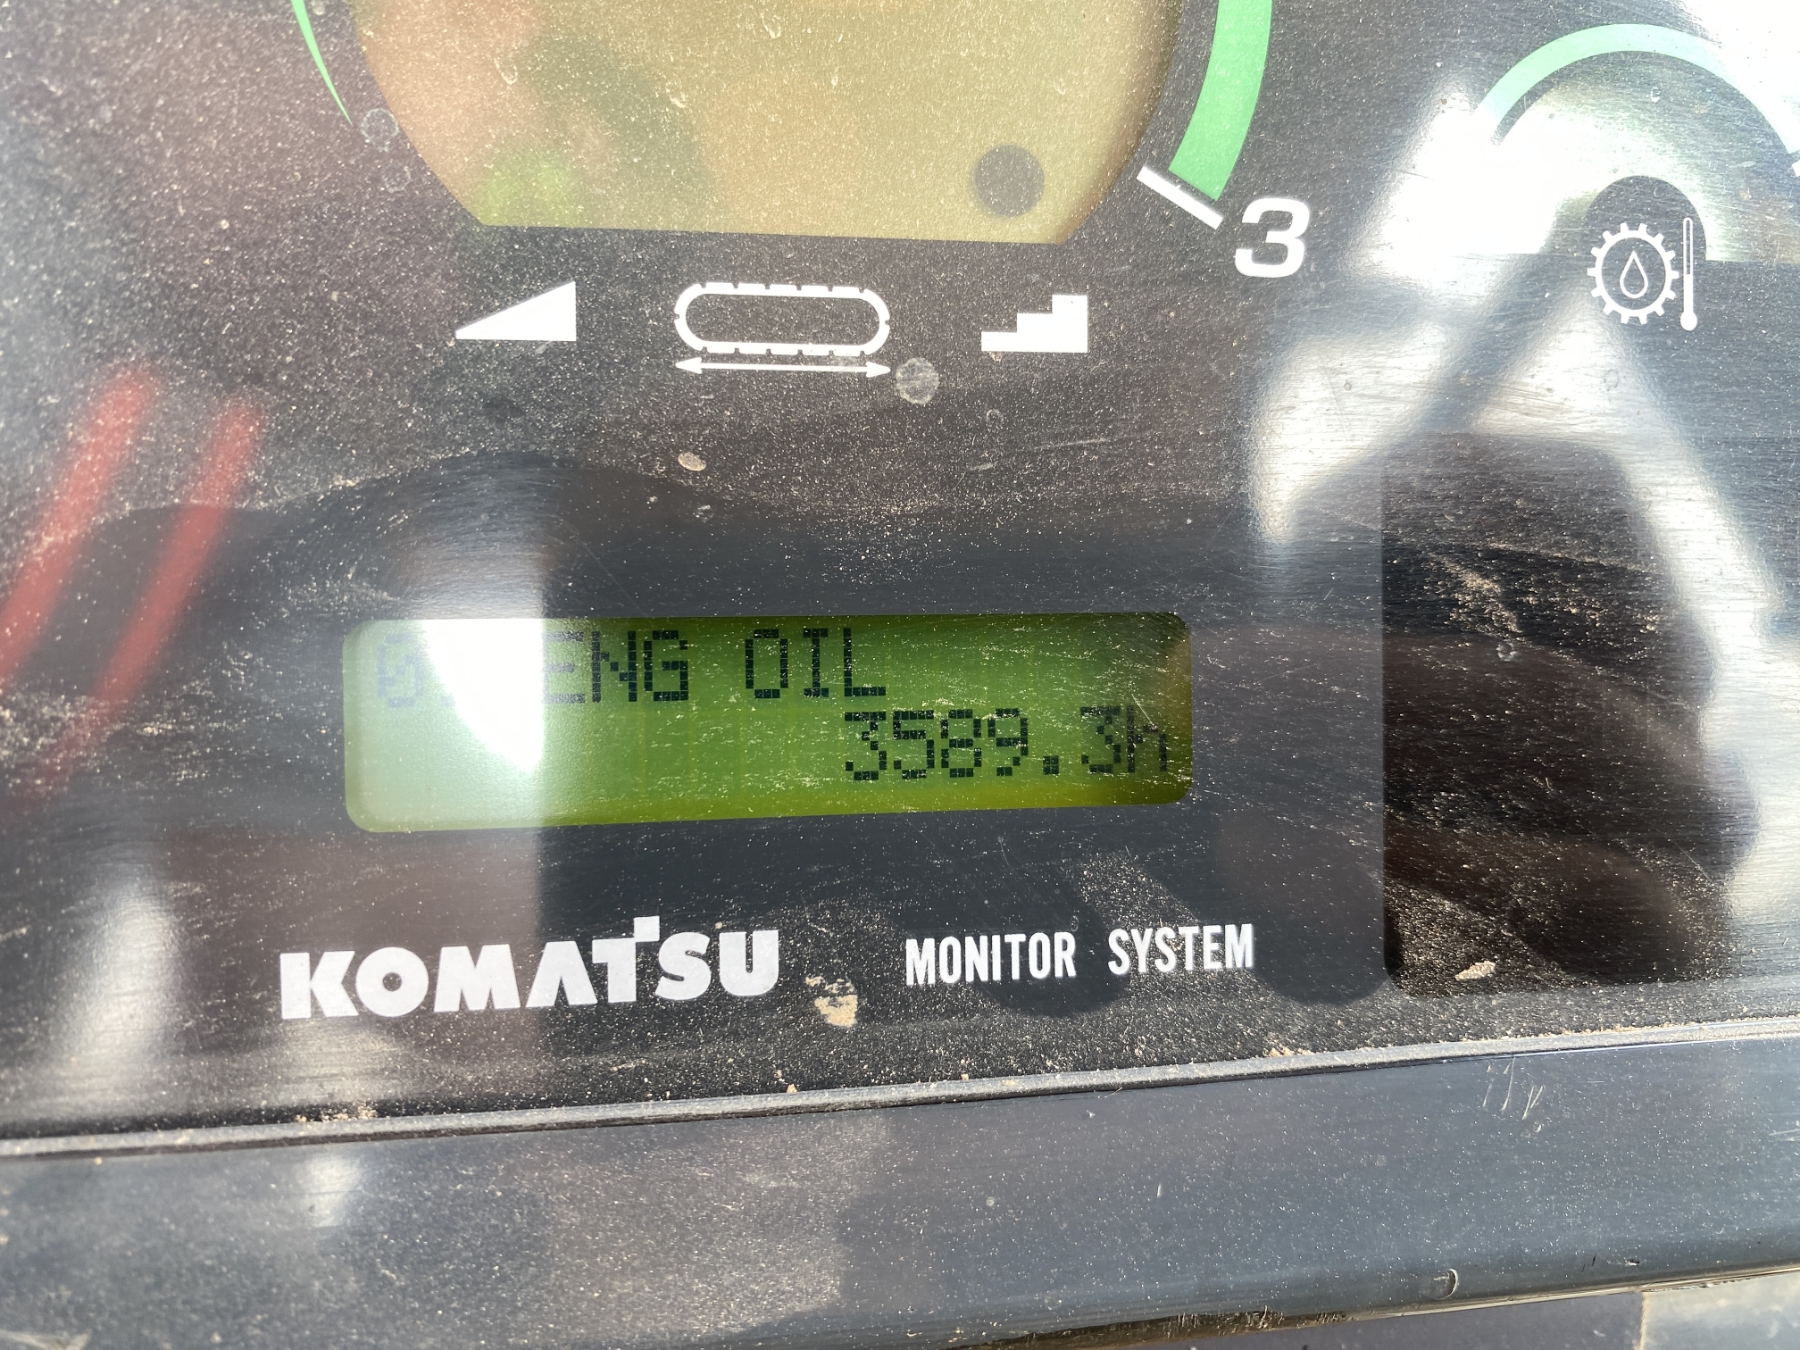 3
ENG OIL
3589.3h
KOMATSU
MONITOR SYSTEM